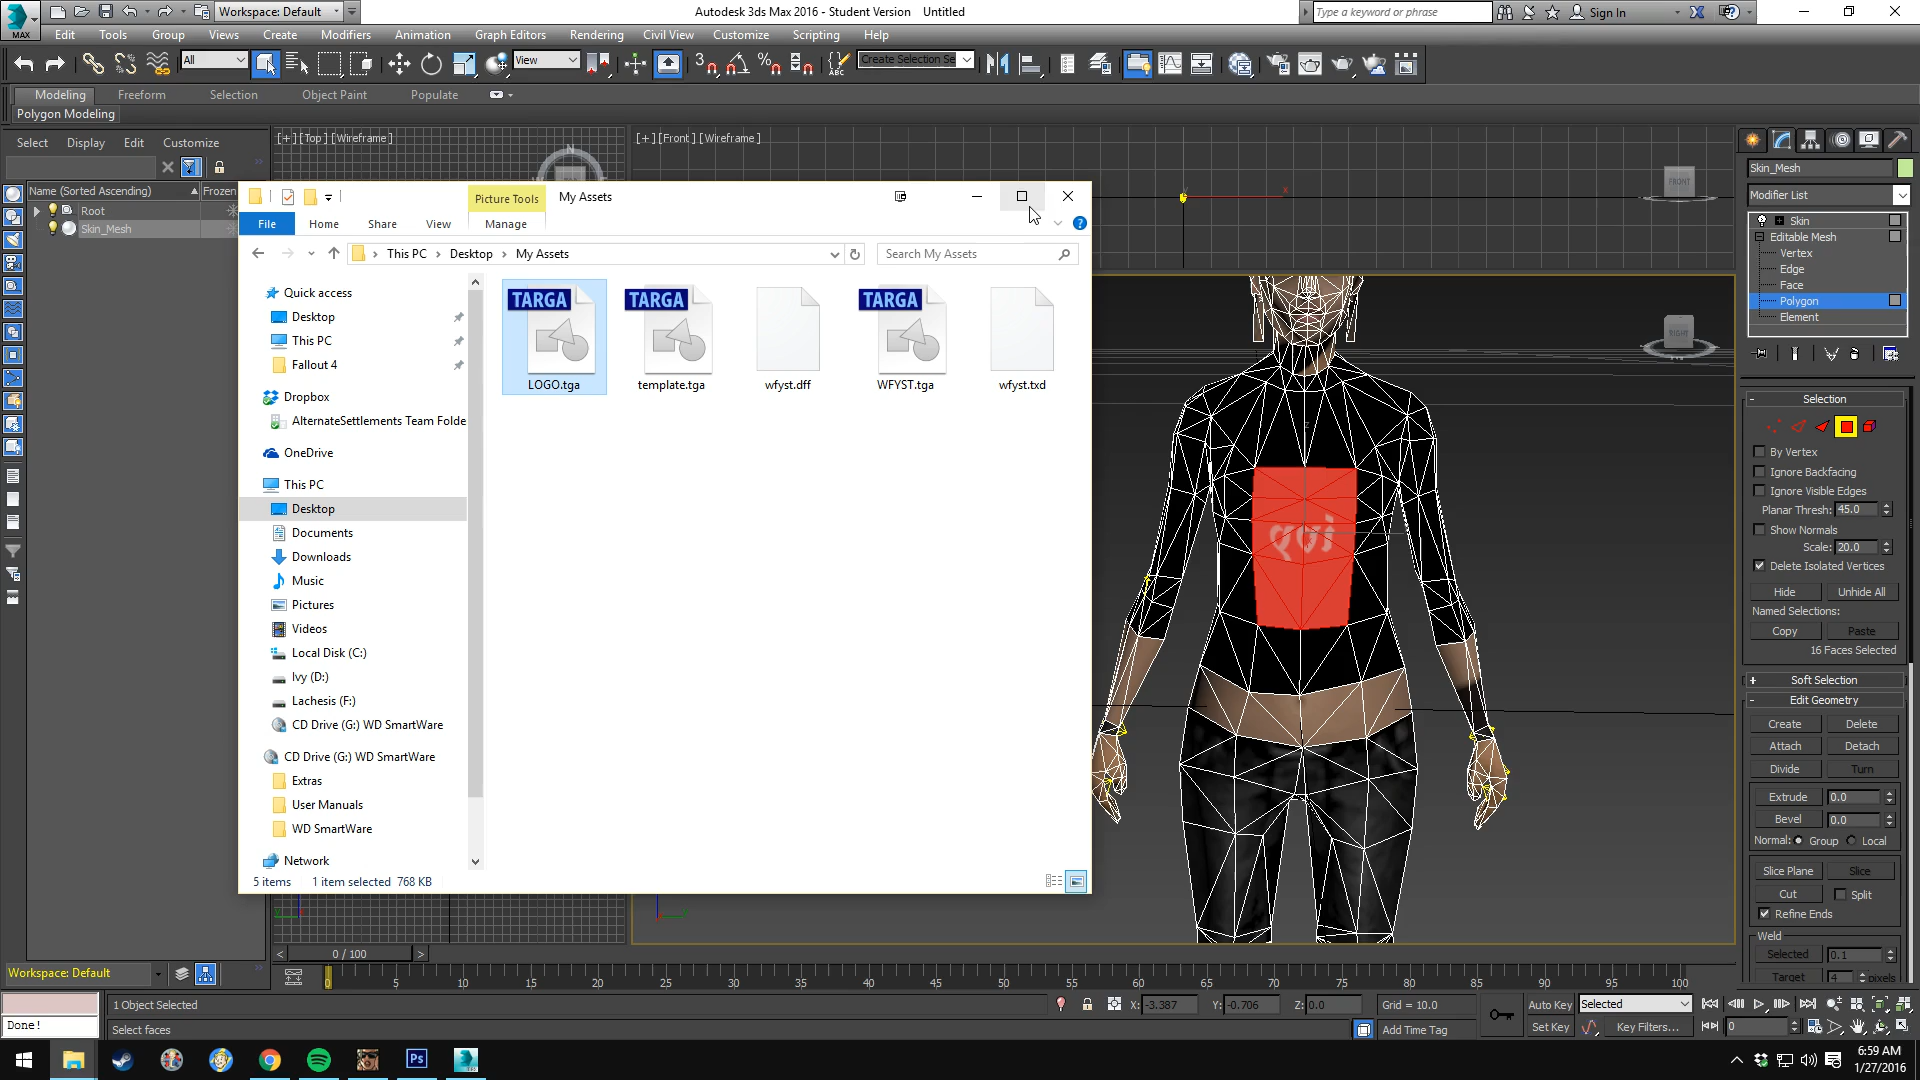 Workspace: Default
Autodesk 3ds Max 2016 - Student Version   Untitled
Type a keyword or phrase
Sign In
MAX
Edit Tools Group Views Create Modifiers Animation Graph Editors Rendering Civil View Customize Scripting Help
All
View
Create Selection Se
Modeling Freeform Selection Object Paint Populate
Polygon Modeling
Select Display Edit Customize
[+] [Top] [Wireframe]
[+] [Front] [Wireframe]
Name (Sorted Ascending) Frozen
Root
Skin_Mesh
Picture Tools
My Assets
File Home Share View Manage
This PC Desktop My Assets
Search My Assets
Quick access
Desktop
This PC
Fallout 4
Dropbox
AlternateSettlements Team Folde
OneDrive
This PC
Desktop
Documents
Downloads
Music
Pictures
Videos
Local Disk (C:)
Ivy (D:)
Lachesis (F:)
CD Drive (G:) WD SmartWare
CD Drive (G:) WD SmartWare
Extras
User Manuals
WD SmartWare
Network
TARGA TARGA TARGA
LOGO.tga template.tga wfyst.dff WFYST.tga wfyst.txd
5 items 1 item selected 768 KB
FRONT
RIGHT
Skin_Mesh
Modifier List
Skin
Editable Mesh
Vertex
Edge
Face
Polygon
Element
Selection
By Vertex
Ignore Backfacing
Ignore Visible Edges
Planar Thresh: 45.0
Show Normals
Scale: 20.0
Delete Isolated Vertices
Hide Unhide All
Named Selections:
Copy Paste
16 Faces Selected
Soft Selection
Edit Geometry
Create Delete
Attach Detach
Divide Turn
Extrude 0.0
Bevel 0.0
Normal: Group Local
Slice Plane Slice
Cut Split
Refine Ends
Weld
Selected 0.1
Target 4 pixels
0 / 100
Workspace: Default
0 5 10 15 20 25 30 35 40 45 50 55 60 65 70 75 80 85 90 95 100
1 Object Selected
X: -3.387 Y: -0.706 Z: 0.0 Grid = 10.0
Auto Key Selected
Done!
Select faces
Add Time Tag
Set Key Key Filters... 0
Ps
6:59 AM
1/27/2016